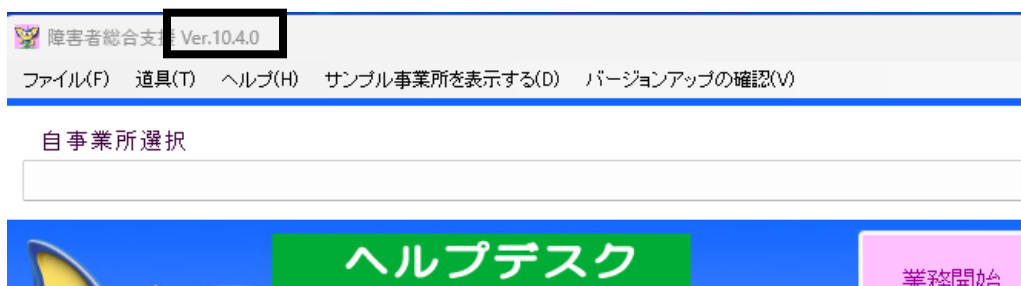 障害者総合支援 Ver.10.4.0
ファイル(F) 道具(T) ヘルプ(H) サンプル事業所を表示する(D) バージョンアップの確認(V)
自事業所選択
ヘルプデスク
業務開始